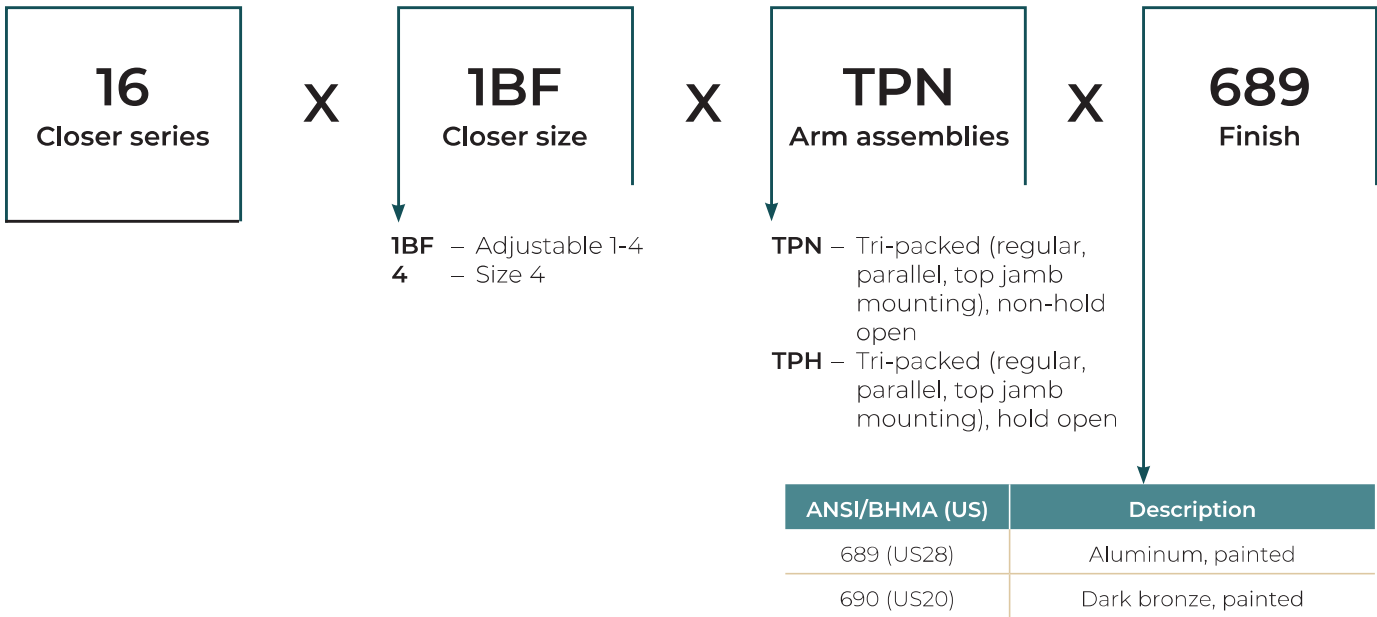 16
Closer series
X
1BF
Closer size
X
TPN
Arm assemblies
X
689
Finish
1BF – Adjustable 1-4
4 – Size 4
TPN – Tri-packed (regular,
parallel, top jamb
mounting), non-hold
open
TPH – Tri-packed (regular,
parallel, top jamb
mounting), hold open
ANSI/BHMA (US) Description
689 (US28) Aluminum, painted
690 (US20) Dark bronze, painted